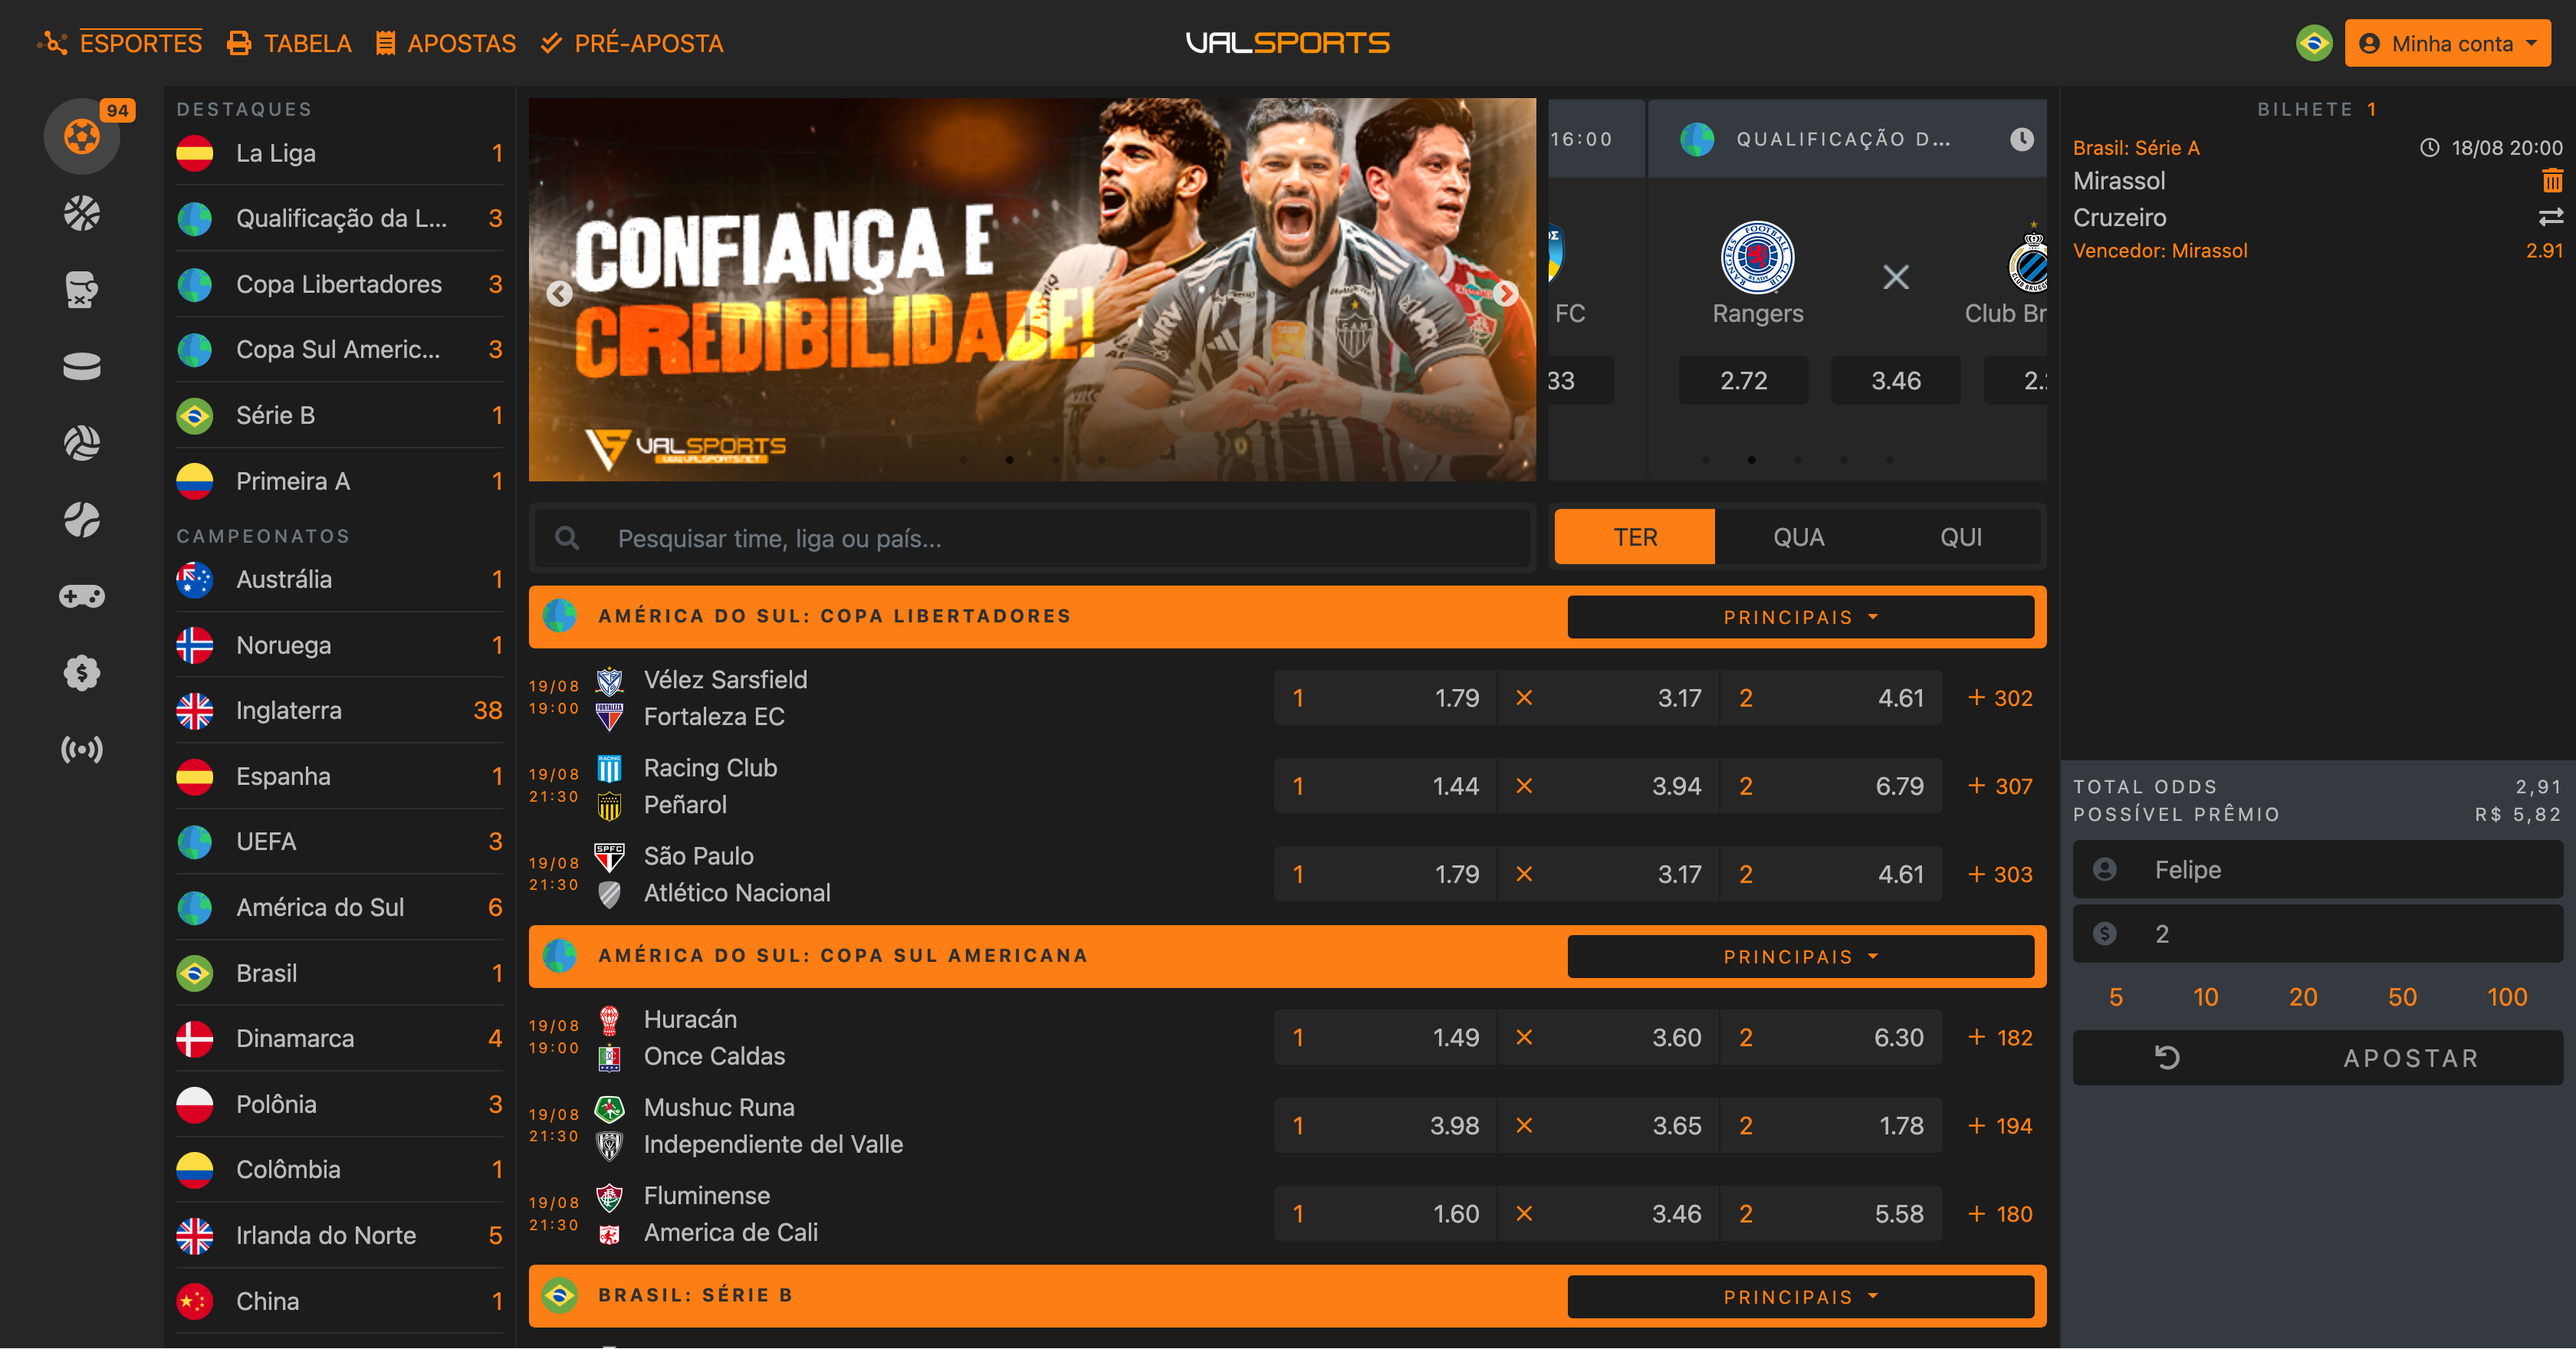 ESPORTES TABELA APOSTAS PRÉ-APOSTA
VALSPORTS
Minha conta
94
DESTAQUES
La Liga 1
Qualificação da L... 3
Copa Libertadores 3
Copa Sul Americ... 3
Série B 1
Primeira A 1
CAMPEONATOS
Austrália 1
Noruega 1
Inglaterra 38
Espanha 1
UEFA 3
América do Sul 6
Brasil 1
Dinamarca 4
Polônia 3
Colômbia 1
Irlanda do Norte 5
China 1
CONFIANÇA E
CREDIBILIDADE!
VALSPORTS
WWW.VALSPORTS.NET
16:00
FC
33
QUALIFICAÇÃO D...
Rangers
Club Br
2.72 3.46
Pesquisar time, liga ou país...
TER QUA QUI
AMÉRICA DO SUL: COPA LIBERTADORES PRINCIPAIS
19/08 19:00
Vélez Sarsfield
Fortaleza EC
1 1.79 × 3.17 2 4.61 + 302
19/08 21:30
Racing Club
Peñarol
1 1.44 × 3.94 2 6.79 + 307
19/08 21:30
São Paulo
Atlético Nacional
1 1.79 × 3.17 2 4.61 + 303
AMÉRICA DO SUL: COPA SUL AMERICANA PRINCIPAIS
19/08 19:00
Huracán
Once Caldas
1 1.49 × 3.60 2 6.30 + 182
19/08 21:30
Mushuc Runa
Independiente del Valle
1 3.98 × 3.65 2 1.78 + 194
19/08 21:30
Fluminense
America de Cali
1 1.60 × 3.46 2 5.58 + 180
BRASIL: SÉRIE B PRINCIPAIS
BILHETE 1
Brasil: Série A 18/08 20:00
Mirassol
Cruzeiro
Vencedor: Mirassol 2.91
TOTAL ODDS 2,91
POSSÍVEL PRÊMIO R$ 5,82
Felipe
2
5 10 20 50 100
APOSTAR